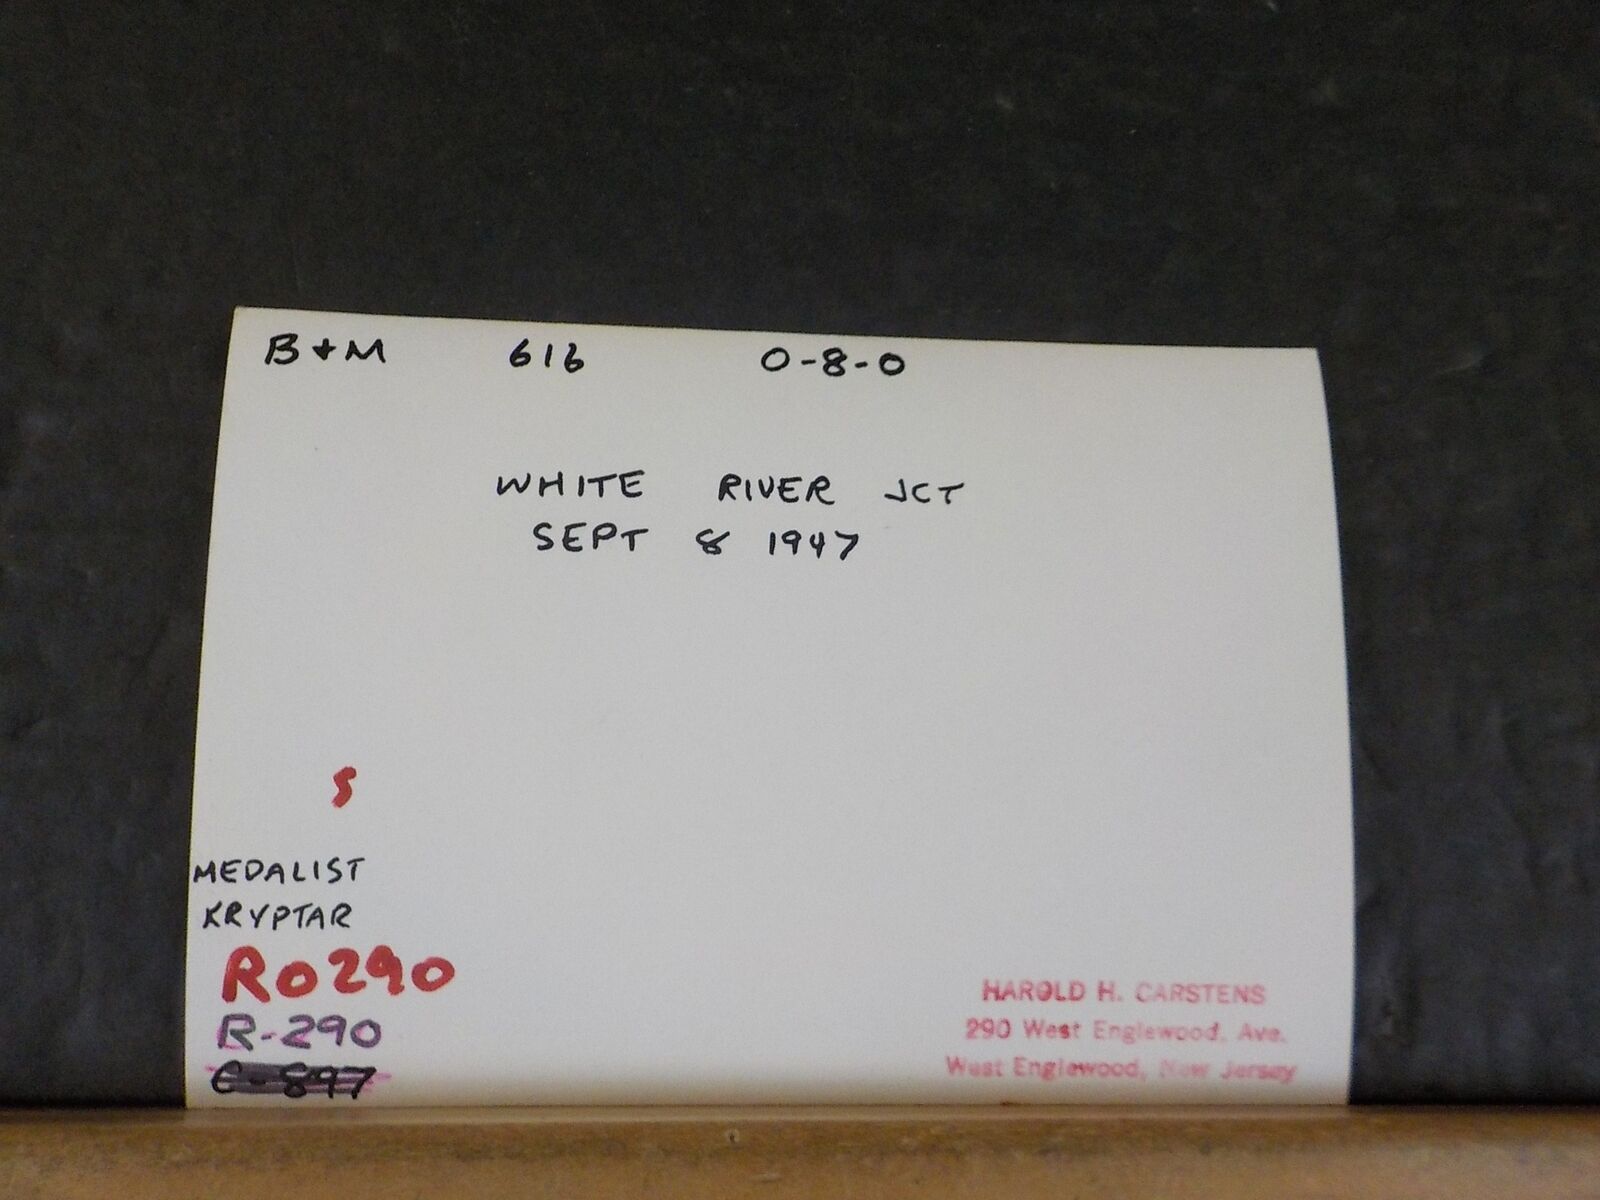 B+M 616 0-8-0
WHITE RIVER JCT
SEPT 8 1947
S
MEDALIST
KRYPTAR
R0290
R-290
C-897
HAROLD H. CARSTENS
290 West Englewood, Ave.
West Englewood, New Jersey